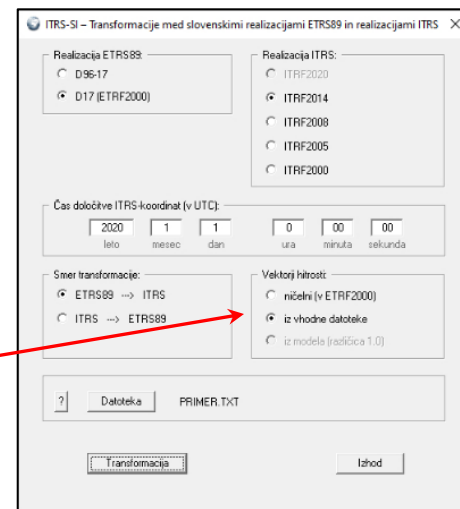 ITRS-SI – Transformacije med slovenskimi realizacijami ETRS89 in realizacijami ITRS
Realizacija ETRS89:
D96-17
D17 (ETRF2000)
Realizacija ITRS:
ITRF2020
ITRF2014
ITRF2008
ITRF2005
ITRF2000
Čas določitve ITRS-koordinat (v UTC):
2020 1 1 0 00 00
leto mesec dan ura minuta sekunda
Smer transformacije:
ETRS89 ---> ITRS
ITRS ---> ETRS89
Vektorji hitrosti:
ničelni (v ETRF2000)
iz vhodne datoteke
iz modela (različica 1.0)
? Datoteka PRIMER.TXT
Transformacija Izhod